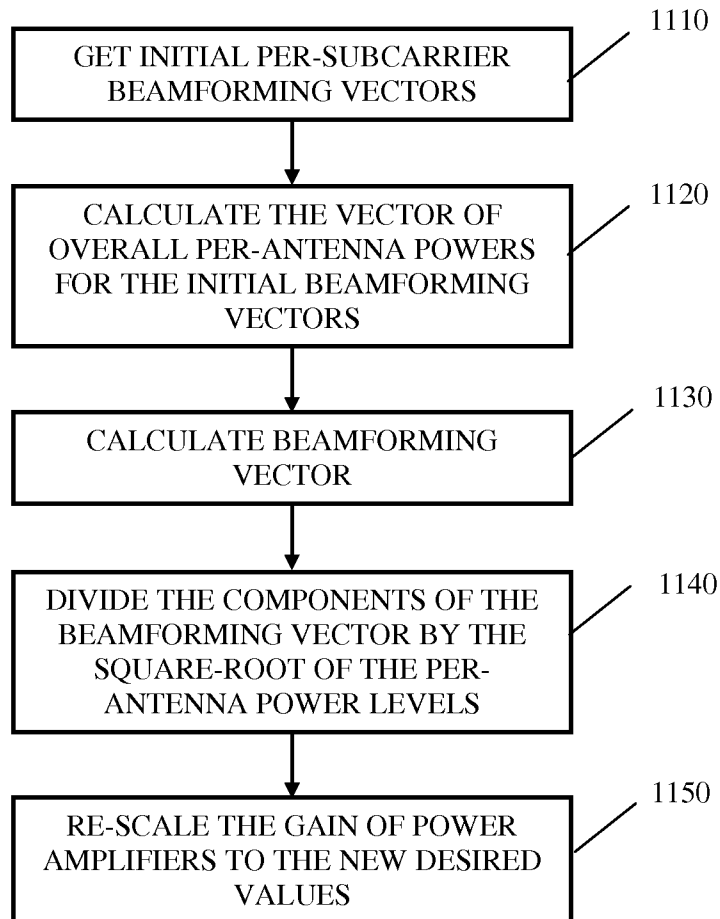 1110
GET INITIAL PER-SUBCARRIER
BEAMFORMING VECTORS
1120
CALCULATE THE VECTOR OF
OVERALL PER-ANTENNA POWERS
FOR THE INITIAL BEAMFORMING
VECTORS
1130
CALCULATE BEAMFORMING
VECTOR
1140
DIVIDE THE COMPONENTS OF THE
BEAMFORMING VECTOR BY THE
SQUARE-ROOT OF THE PER-
ANTENNA POWER LEVELS
1150
RE-SCALE THE GAIN OF POWER
AMPLIFIERS TO THE NEW DESIRED
VALUES